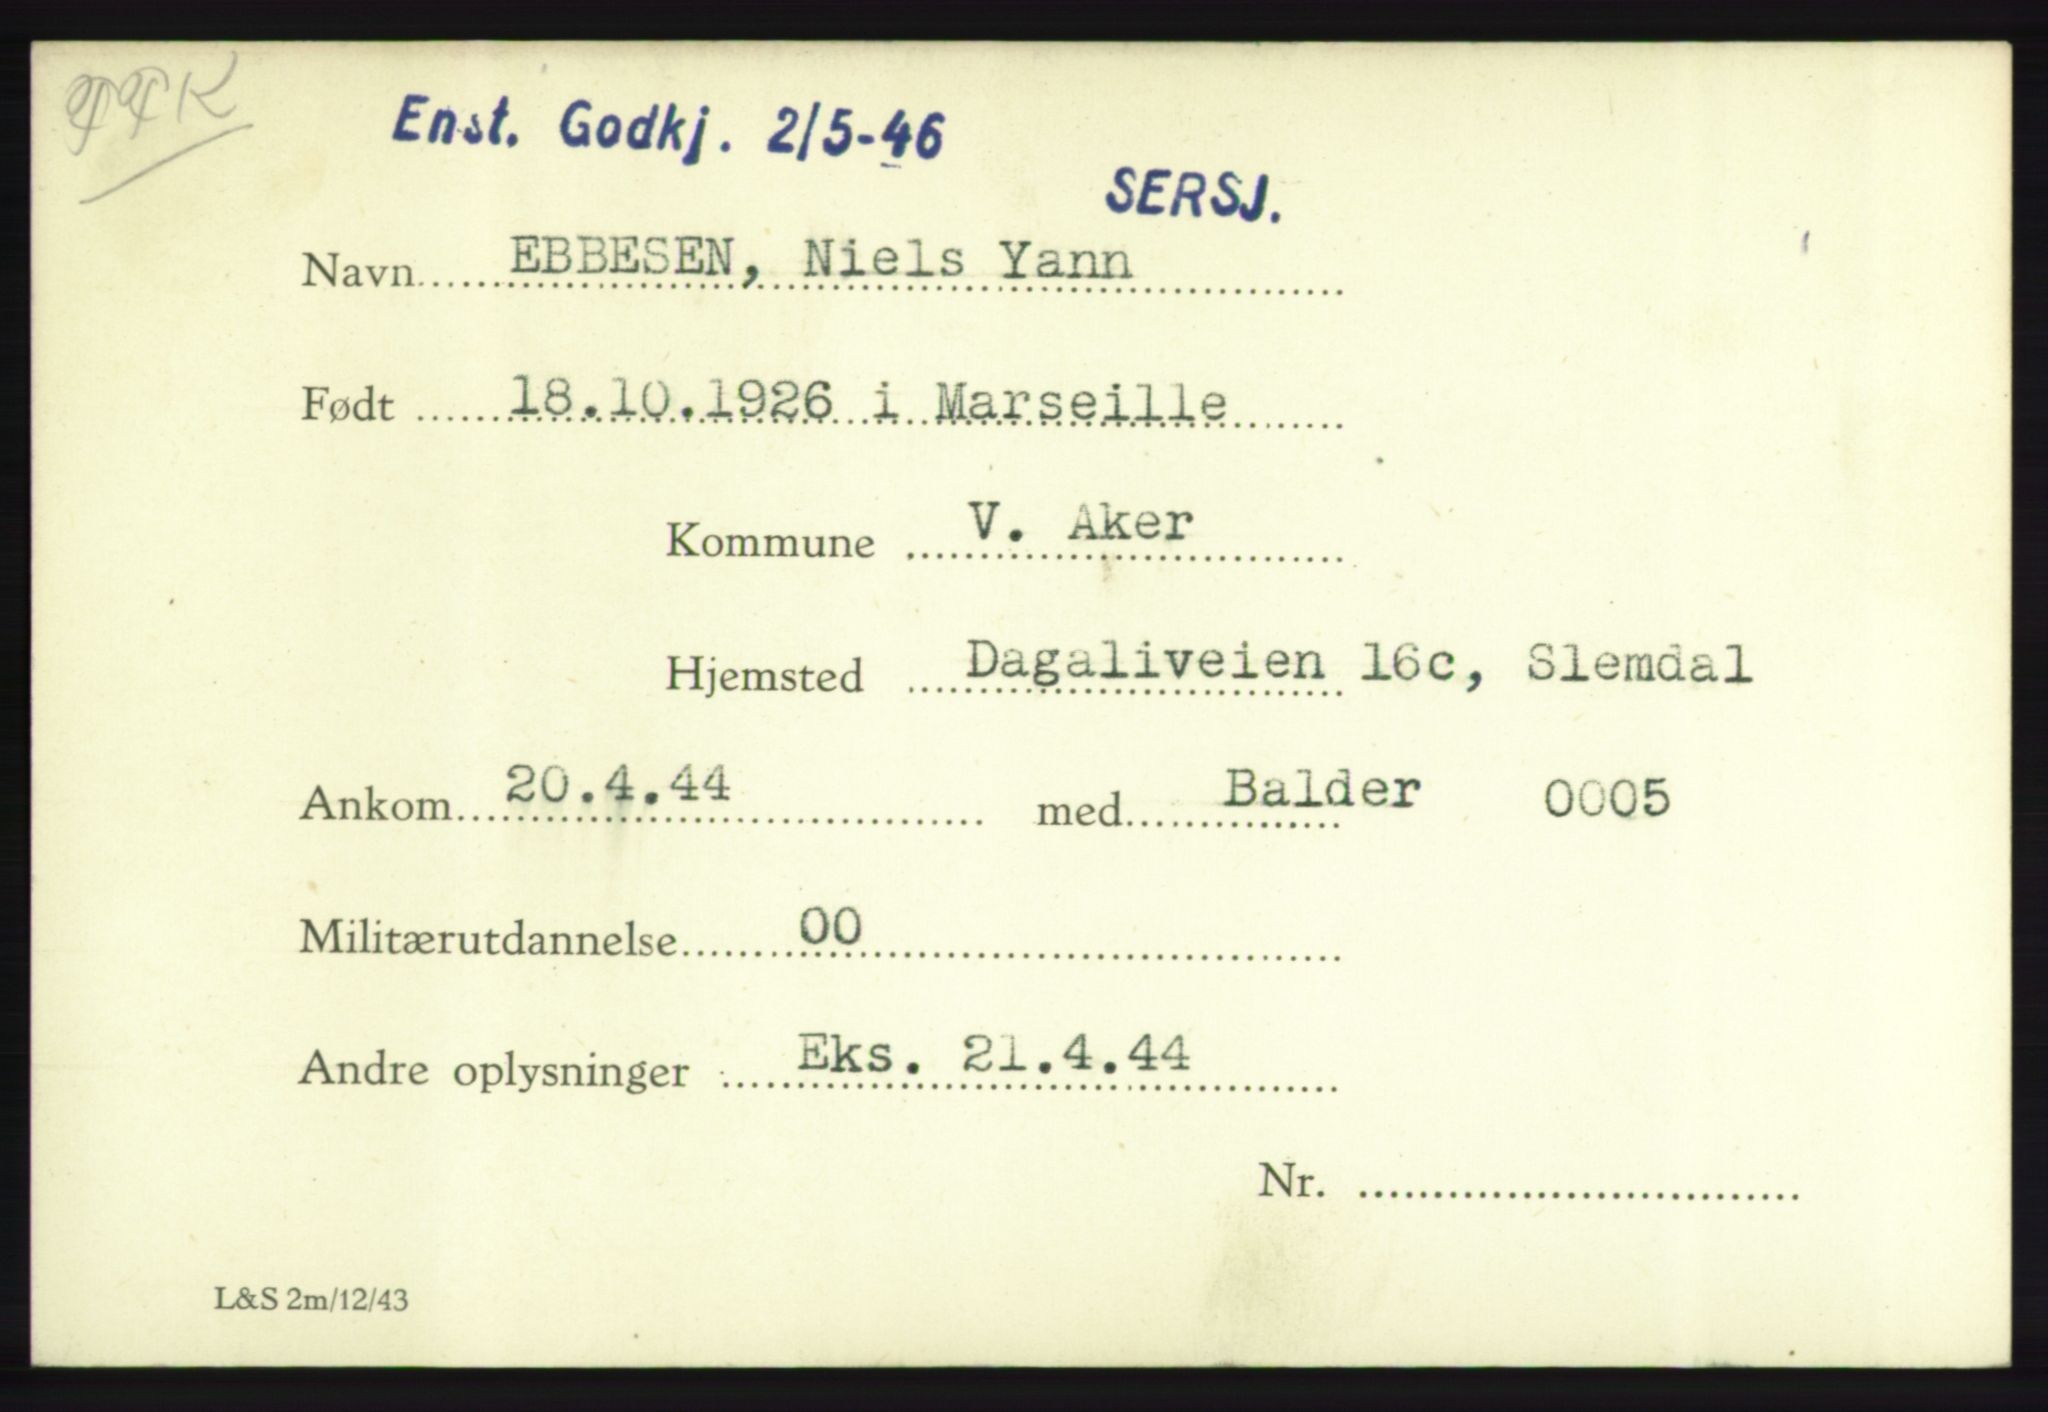 Enst. Godkj. 2/5-46
SERSJ.
Navn EBBESEN, Niels Yann
Født 18.10.1926 i Marseille
Kommune V. Aker
Hjemsted Dagaliveien 16c, Slemdal
Ankom 20.4.44 med Balder 0005
Militærutdannelse 00
Andre oplysninger Eks. 21.4.44
Nr.
L&S 2m/12/43